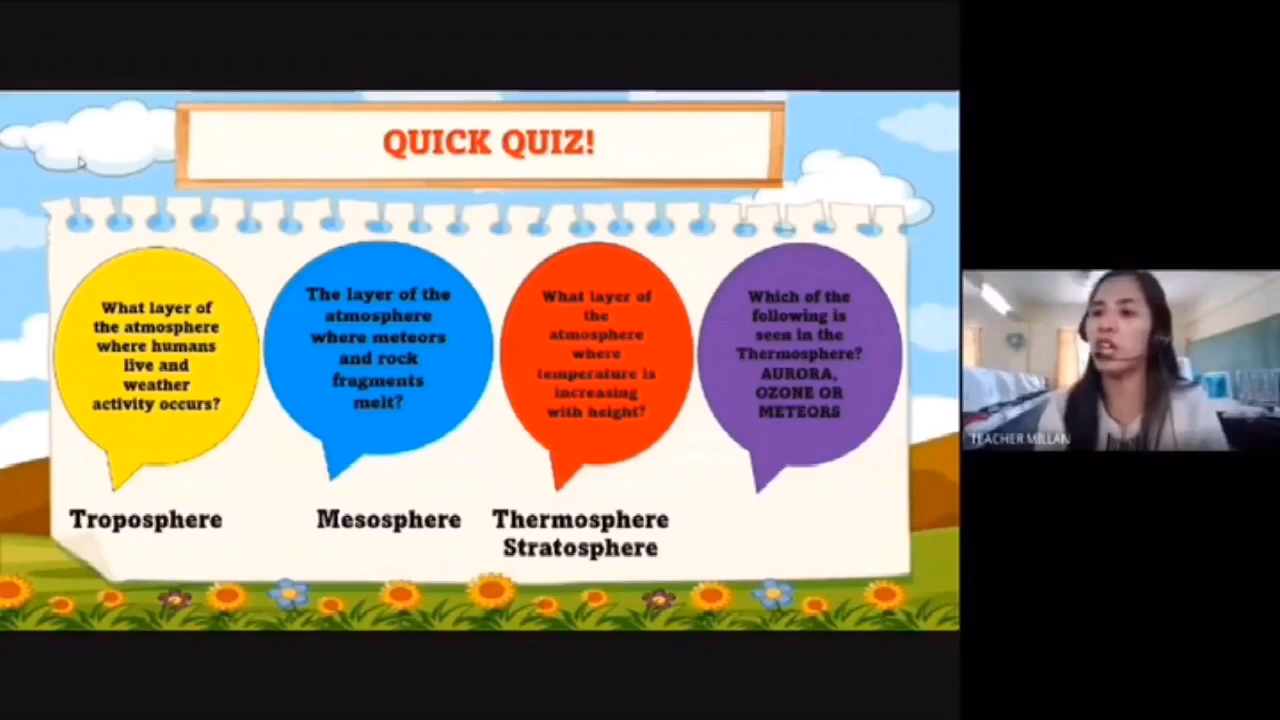 QUICK QUIZ!
What layer of
the atmosphere
where humans
live and
weather
activity occurs?
The layer of the
atmosphere
where meteors
and rock
fragments
melt?
What layer of
the
atmosphere
where
temperature is
increasing
with height?
Which of the
following is
seen in the
Thermosphere?
AURORA,
OZONE OR
METEORS
Troposphere
Mesosphere
Thermosphere
Stratosphere
TEACHER MILLAN